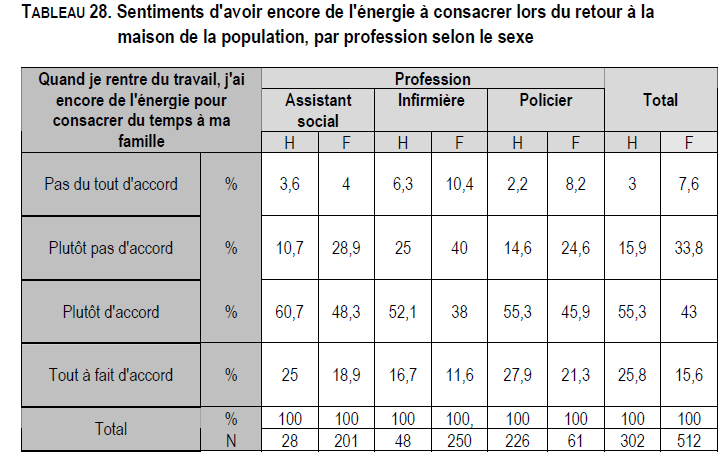 TABLEAU 28. Sentiments d'avoir encore de l'énergie à consacrer lors du retour à la
maison de la population, par profession selon le sexe
Quand je rentre du travail, j'ai
encore de l'énergie pour
consacrer du temps à ma
famille
Profession
Assistant
social
Infirmière
Policier
Total
H F H F H F H F
Pas du tout d'accord % 3,6 4 6,3 10,4 2,2 8,2 3 7,6
Plutôt pas d'accord % 10,7 28,9 25 40 14,6 24,6 15,9 33,8
Plutôt d'accord % 60,7 48,3 52,1 38 55,3 45,9 55,3 43
Tout à fait d'accord % 25 18,9 16,7 11,6 27,9 21,3 25,8 15,6
Total
% 100 100 100 100, 100 100 100 100
N 28 201 48 250 226 61 302 512